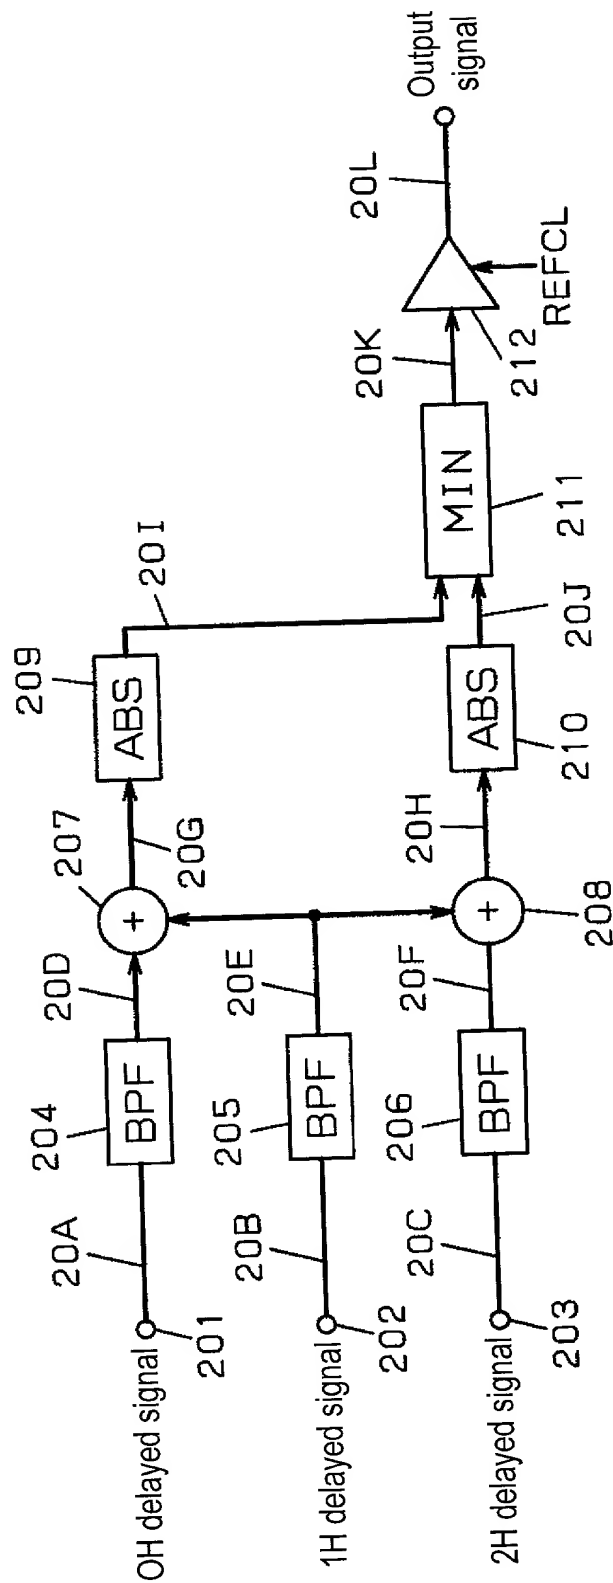 OH delayed signal
201
20A
204
BPF
20D
207
+
20G
209
ABS
20I
1H delayed signal
202
20B
205
BPF
20E
2H delayed signal
203
20C
206
BPF
20F
+
208
20H
ABS
210
20J
MIN
211
20K
212
REFCL
20L
Output
signal